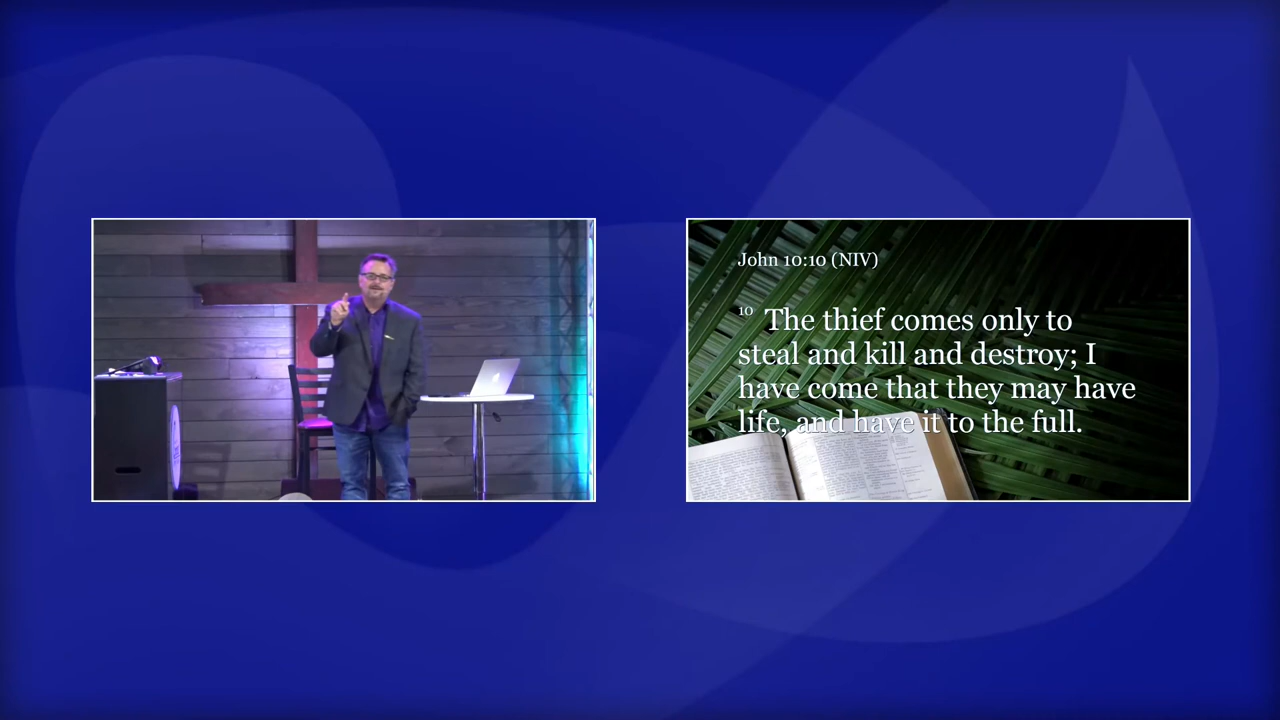 John 10:10 (NIV)
10 The thief comes only to
steal and kill and destroy; I
have come that they may have
life, and have it to the full.